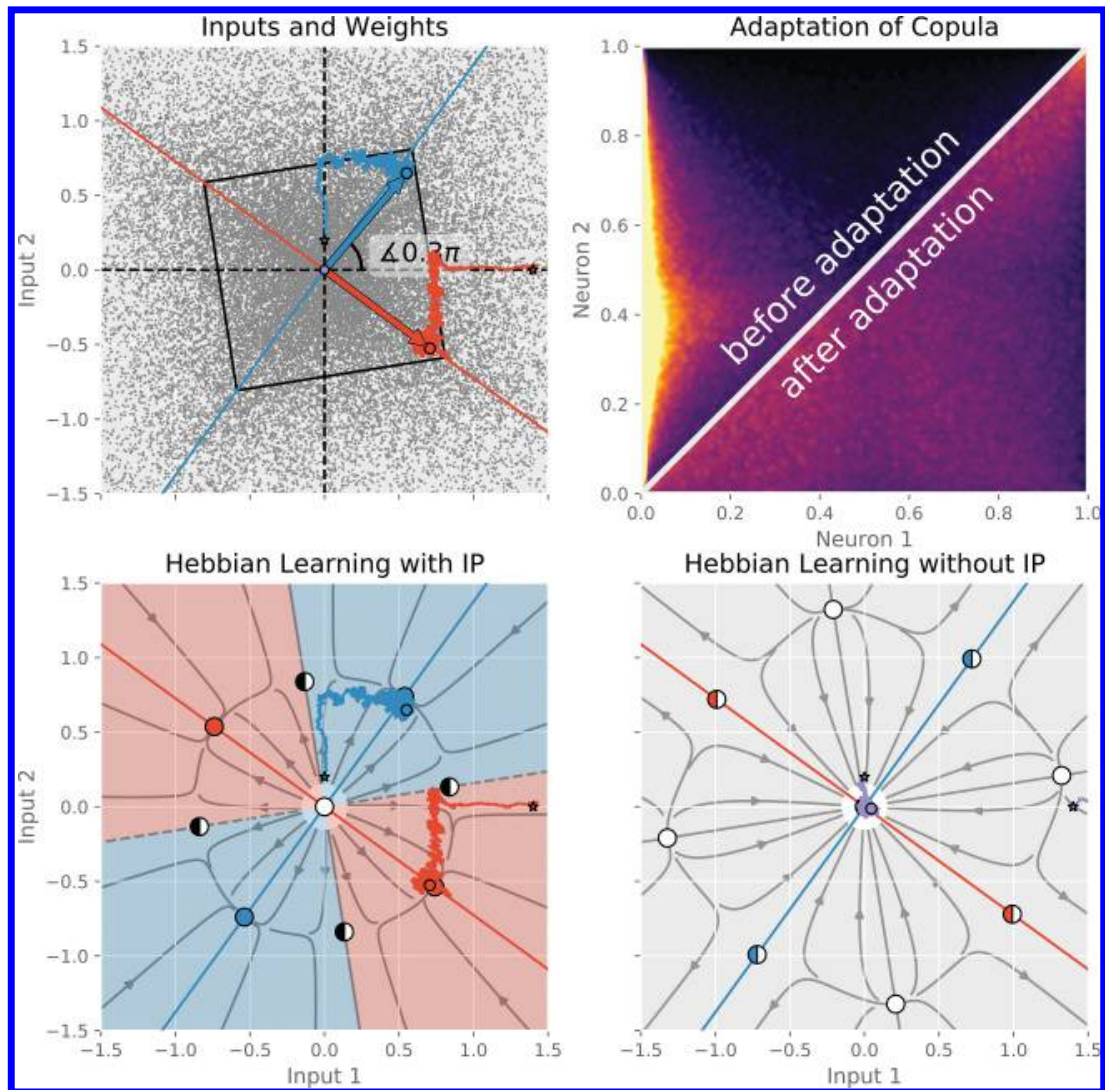 Inputs and Weights
1.5
1.0
0.5
0.0
−0.5
−1.0
−1.5
Input 2
Adaptation of Copula
1.0
0.8
0.6
0.4
0.2
0.0
Neuron 2
before adaptation
after adaptation
0.0 0.2 0.4 0.6 0.8 1.0
Neuron 1
Hebbian Learning with IP
1.5
1.0
0.5
0.0
−0.5
−1.0
−1.5
Input 2
−1.5 −1.0 −0.5 0.0 0.5 1.0 1.5
Input 1
Hebbian Learning without IP
−1.5 −1.0 −0.5 0.0 0.5 1.0 1.5
Input 1